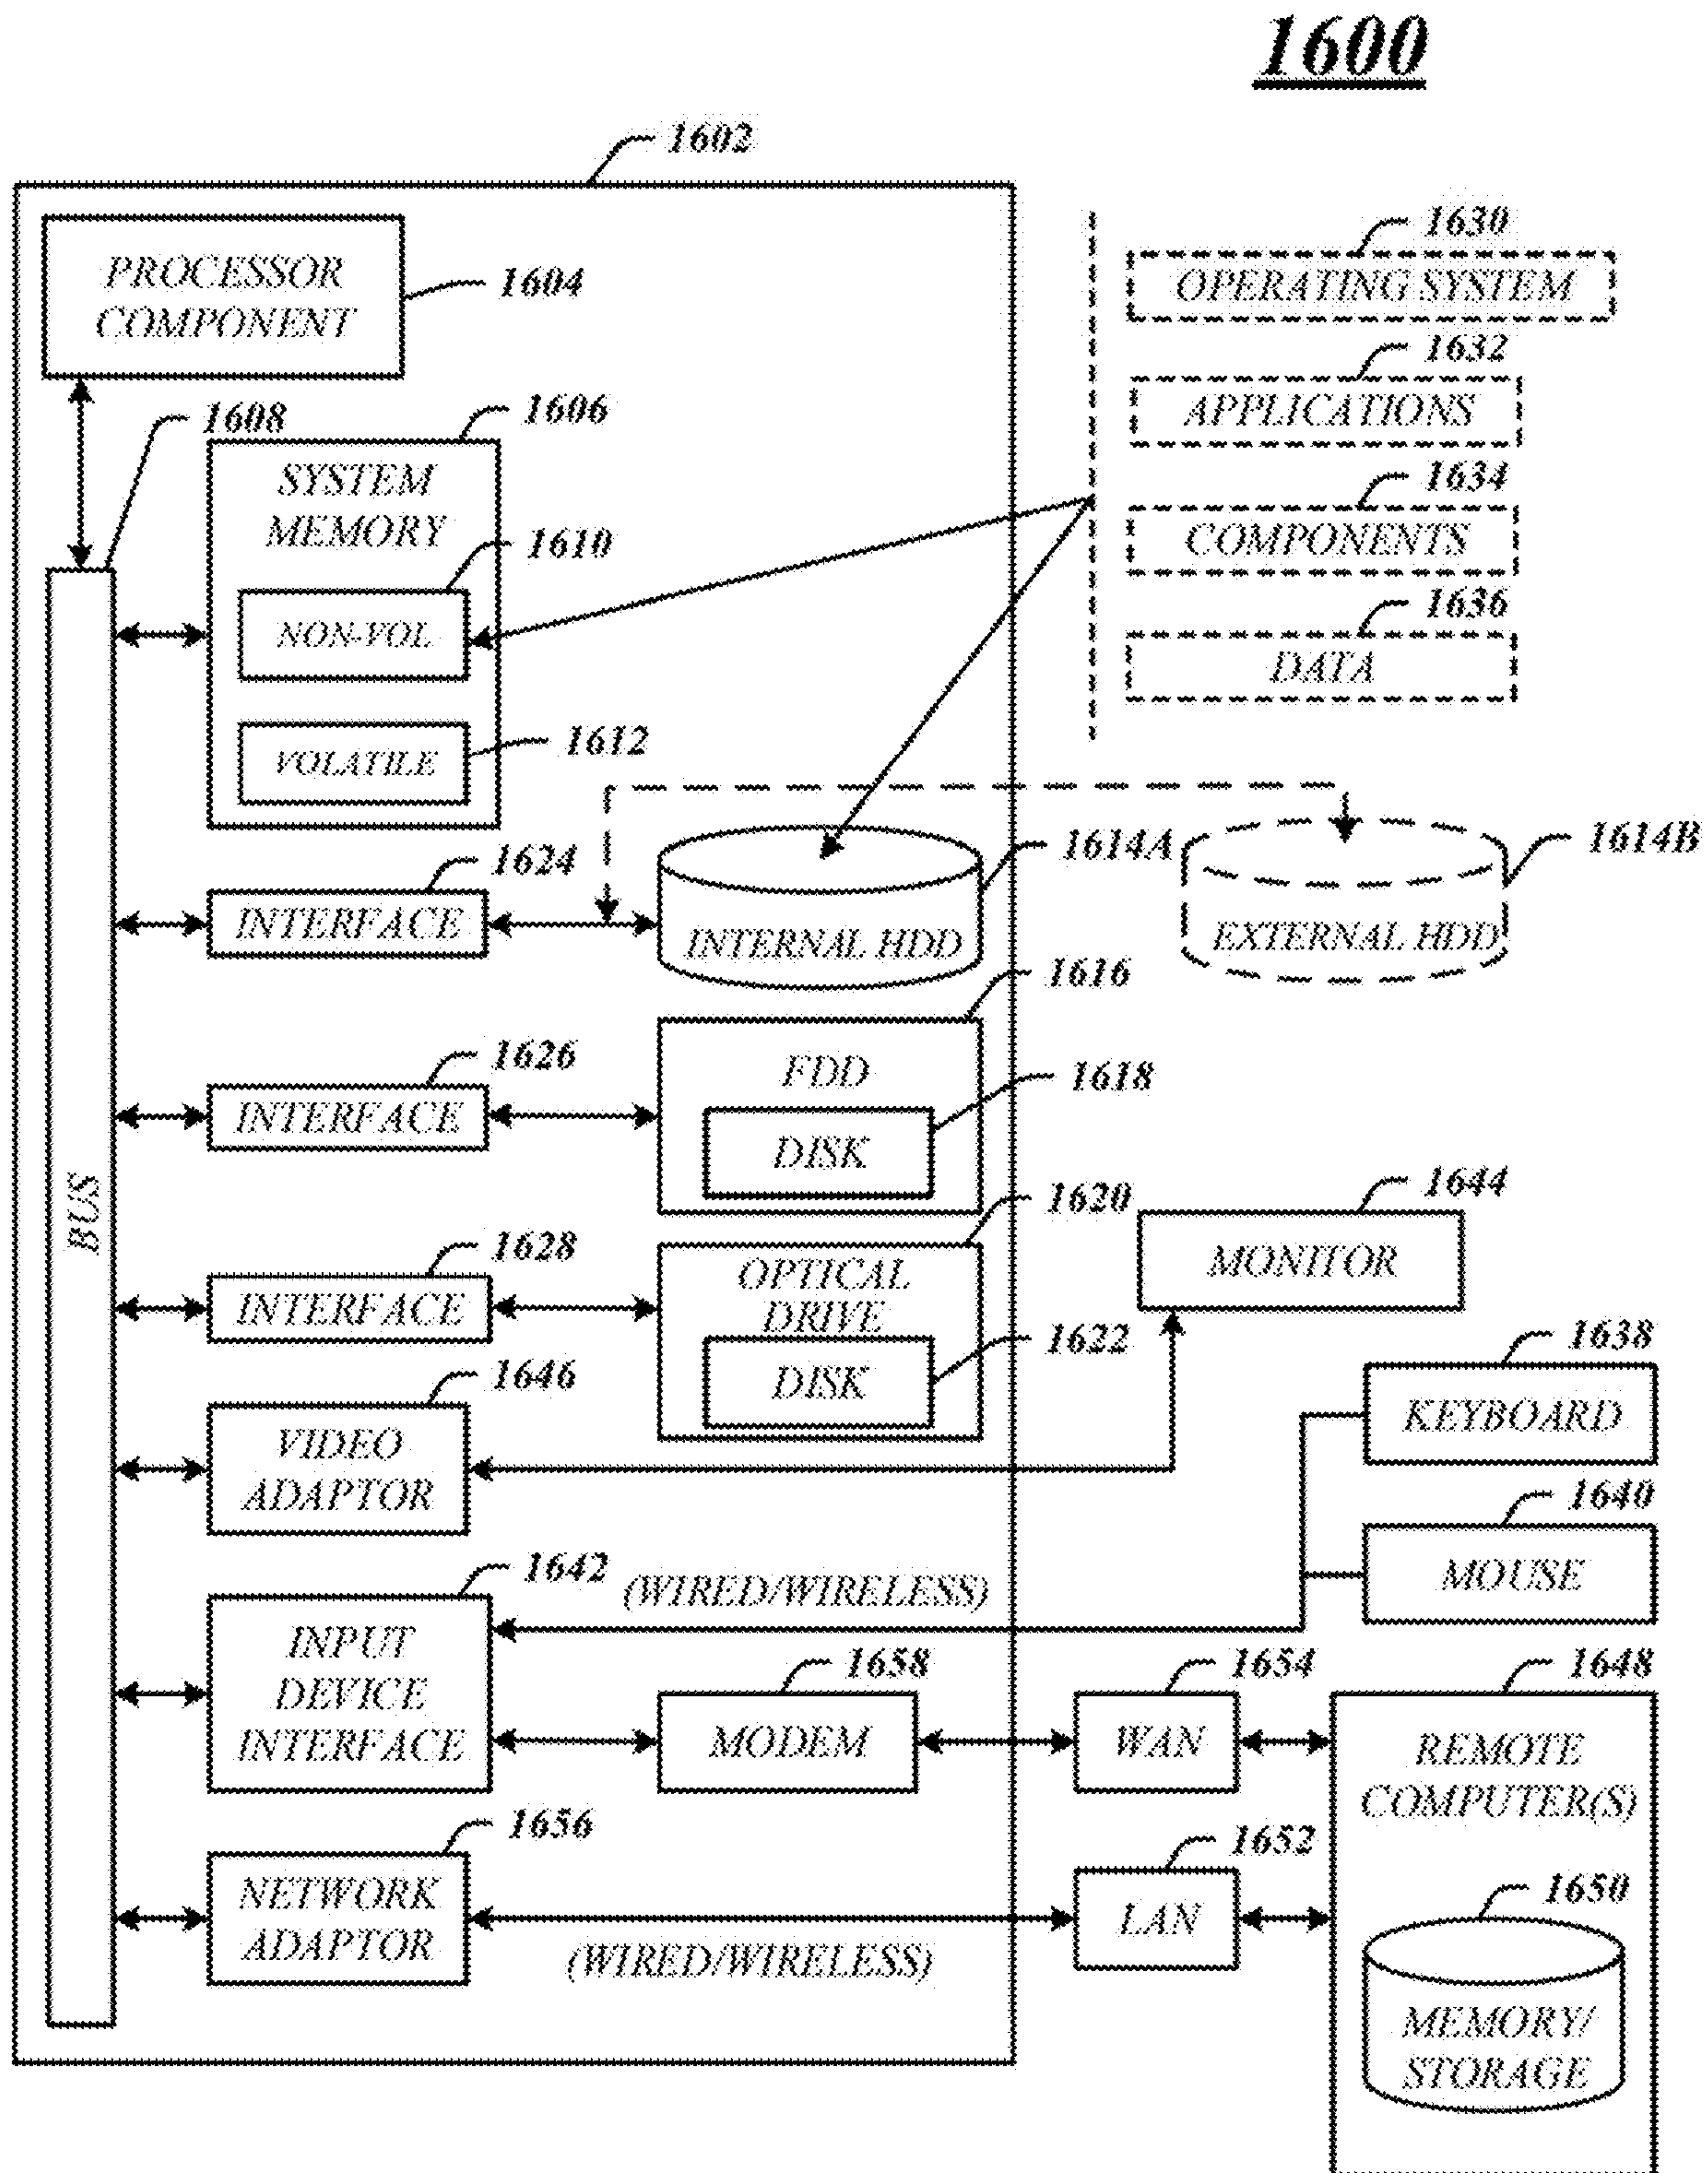 1600
1602
PROCESSOR
COMPONENT
1604
1630
OPERATING SYSTEM
1632
APPLICATIONS
1634
COMPONENTS
1636
DATA
1608
1606
SYSTEM
MEMORY
1610
NON-VOL
1612
VOLATILE
1624
INTERFACE
1614A
INTERNAL HDD
1614B
EXTERNAL HDD
1616
1626
INTERFACE
FDD
1618
DISK
BUS
1620
1628
INTERFACE
OPTICAL
DRIVE
1622
DISK
1644
MONITOR
1646
VIDEO
ADAPTOR
1638
KEYBOARD
1640
MOUSE
1642
(WIRED/WIRELESS)
INPUT
DEVICE
INTERFACE
1658
MODEM
1654
WAN
1648
REMOTE
COMPUTER(S)
1656
NETWORK
ADAPTOR
(WIRED/WIRELESS)
1652
LAN
1650
MEMORY/
STORAGE